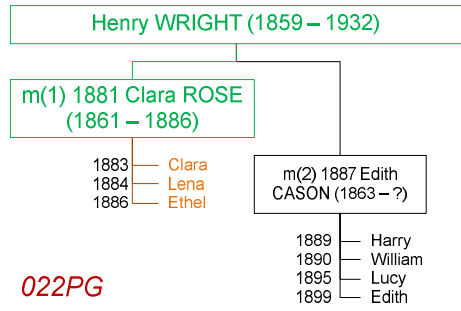 Henry WRIGHT (1859 – 1932)
m(1) 1881 Clara ROSE
(1861 – 1886)
1883 Clara
1884 Lena
1886 Ethel
m(2) 1887 Edith
CASON (1863 – ?)
1889 Harry
1890 William
1895 Lucy
1899 Edith
022PG